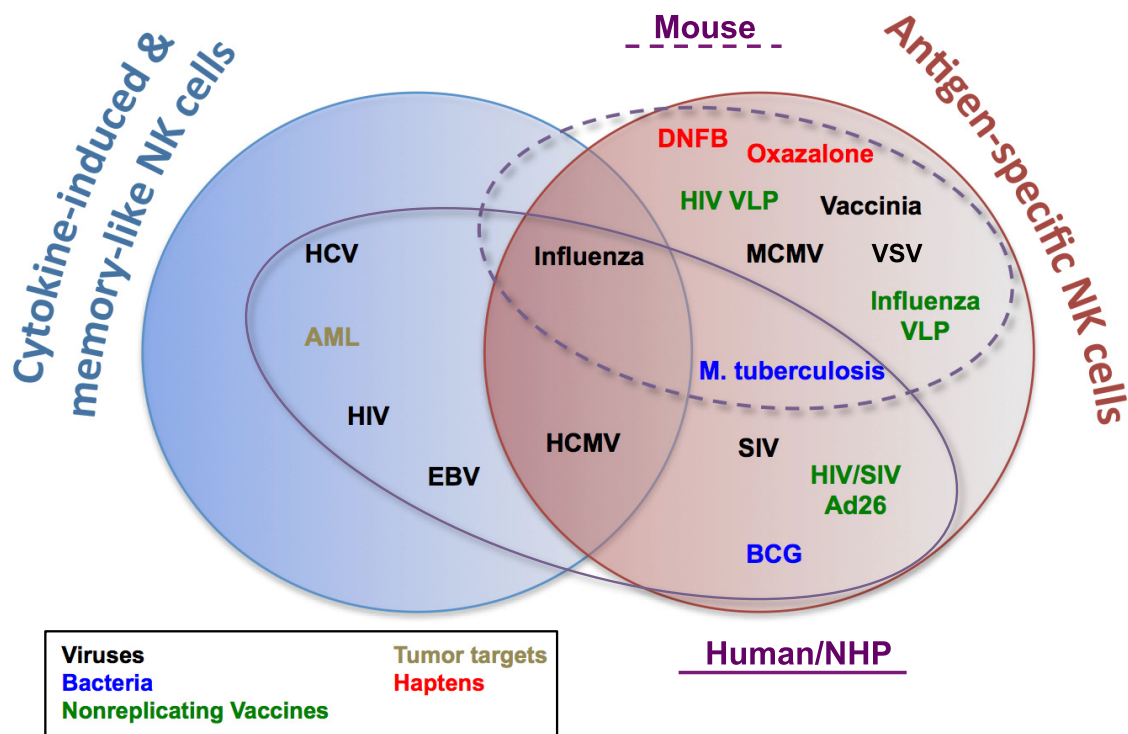 Mouse
Cytokine-induced &
memory-like NK cells
Antigen-specific NK cells
DNFB
Oxazalone
HIV VLP
Vaccinia
HCV
Influenza
MCMV
VSV
Influenza
VLP
AML
M. tuberculosis
HIV
HCMV
SIV
EBV
HIV/SIV
Ad26
BCG
Human/NHP
Viruses
Tumor targets
Bacteria
Haptens
Nonreplicating Vaccines